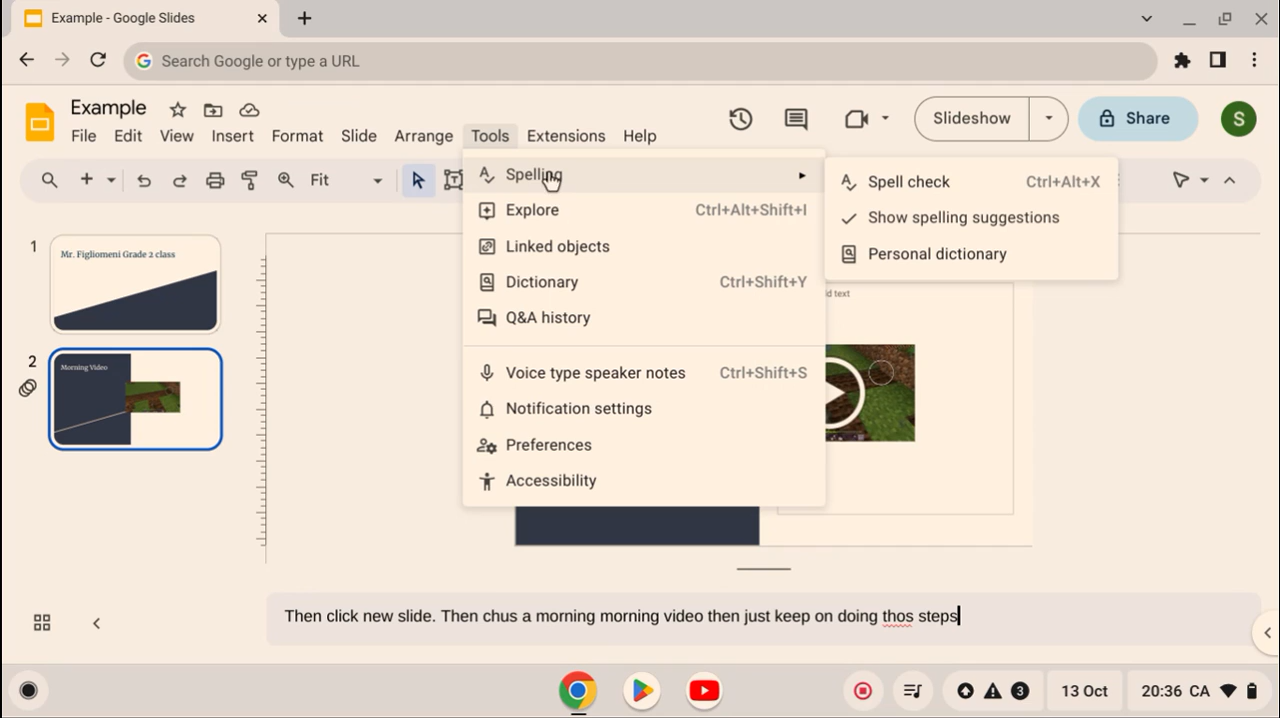 Example - Google Slides
Search Google or type a URL
Example
File Edit View Insert Format Slide Arrange Tools Extensions Help
Slideshow
Share
S
Fit
Spelling
Explore Ctrl+Alt+Shift+I
Linked objects
Dictionary Ctrl+Shift+Y
Q&A history
Voice type speaker notes Ctrl+Shift+S
Notification settings
Preferences
Accessibility
Spell check Ctrl+Alt+X
Show spelling suggestions
Personal dictionary
1
Mr. Figliomeni Grade 2 class
2
Morning Video
text
Then click new slide. Then chus a morning morning video then just keep on doing thos steps
3
13 Oct
20:36 CA